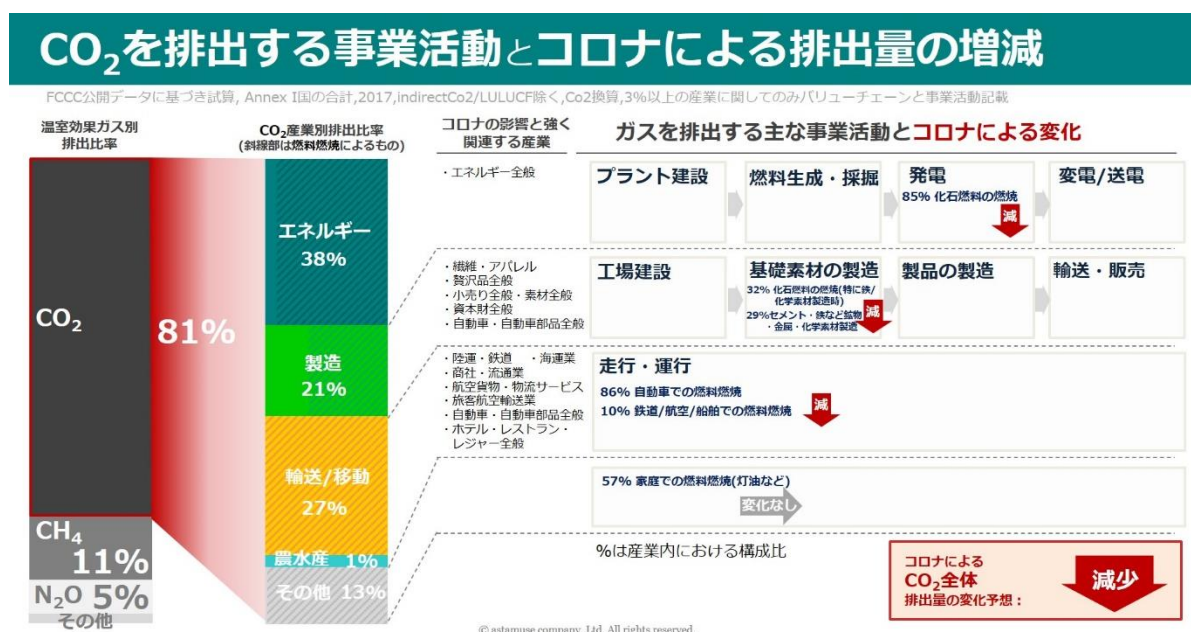 CO2を排出する事業活動とコロナによる排出量の増減
FCCC公開データに基づき試算, Annex I国の合計,2017,indirectCo2/LULUCF除く,Co2換算,3%以上の産業に関してのみバリューチェーンと事業活動記載
温室効果ガス別
排出比率
CO2
81%
CH4
11%
N2O 5%
その他
CO2産業別排出比率
(斜線部は燃料燃焼によるもの)
エネルギー
38%
製造
21%
輸送/移動
27%
農水産 1%
その他 13%
コロナの影響と強く
関連する産業
・エネルギー全般
・繊維・アパレル
・贅沢品全般
・小売り全般・素材全般
・資本財全般
・自動車・自動車部品全般
・陸運・鉄道 ・海運業
・商社・流通業
・航空貨物・物流サービス
・旅客航空輸送業
・自動車・自動車部品全般
・ホテル・レストラン・
レジャー全般
ガスを排出する主な事業活動とコロナによる変化
プラント建設
燃料生成・採掘
発電
85% 化石燃料の燃焼
減
変電/送電
工場建設
基礎素材の製造
32% 化石燃料の燃焼(特に鉄/
化学素材製造時)
29%セメント・鉄など鉱物
・金属・化学素材製造
減
製品の製造
輸送・販売
走行・運行
86% 自動車での燃料燃焼
10% 鉄道/航空/船舶での燃料燃焼
減
57% 家庭での燃料燃焼(灯油など)
変化なし
%は産業内における構成比
コロナによる
CO2全体
排出量の変化予想：
減少
© astamuse company, Ltd. All rights reserved.